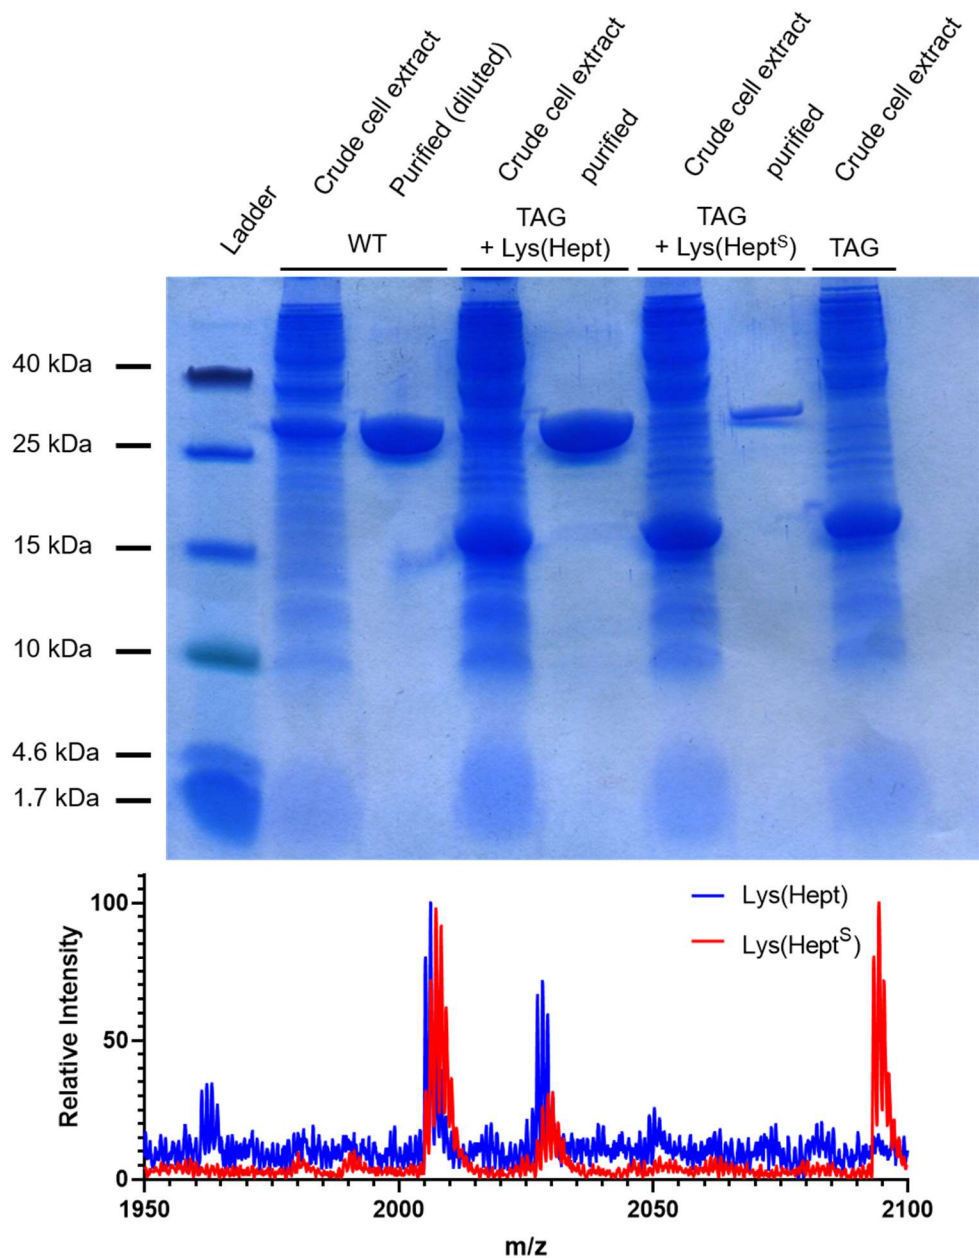 Ladder
Crude cell extract
Purified (diluted)
Crude cell extract
purified
Crude cell extract
purified
Crude cell extract
WT
TAG
+ Lys(Hept)
TAG
+ Lys(Heptˢ)
TAG
40 kDa
25 kDa
15 kDa
10 kDa
4.6 kDa
1.7 kDa
Relative Intensity
100
50
0
Lys(Hept)
Lys(Heptˢ)
1950
2000
2050
2100
m/z